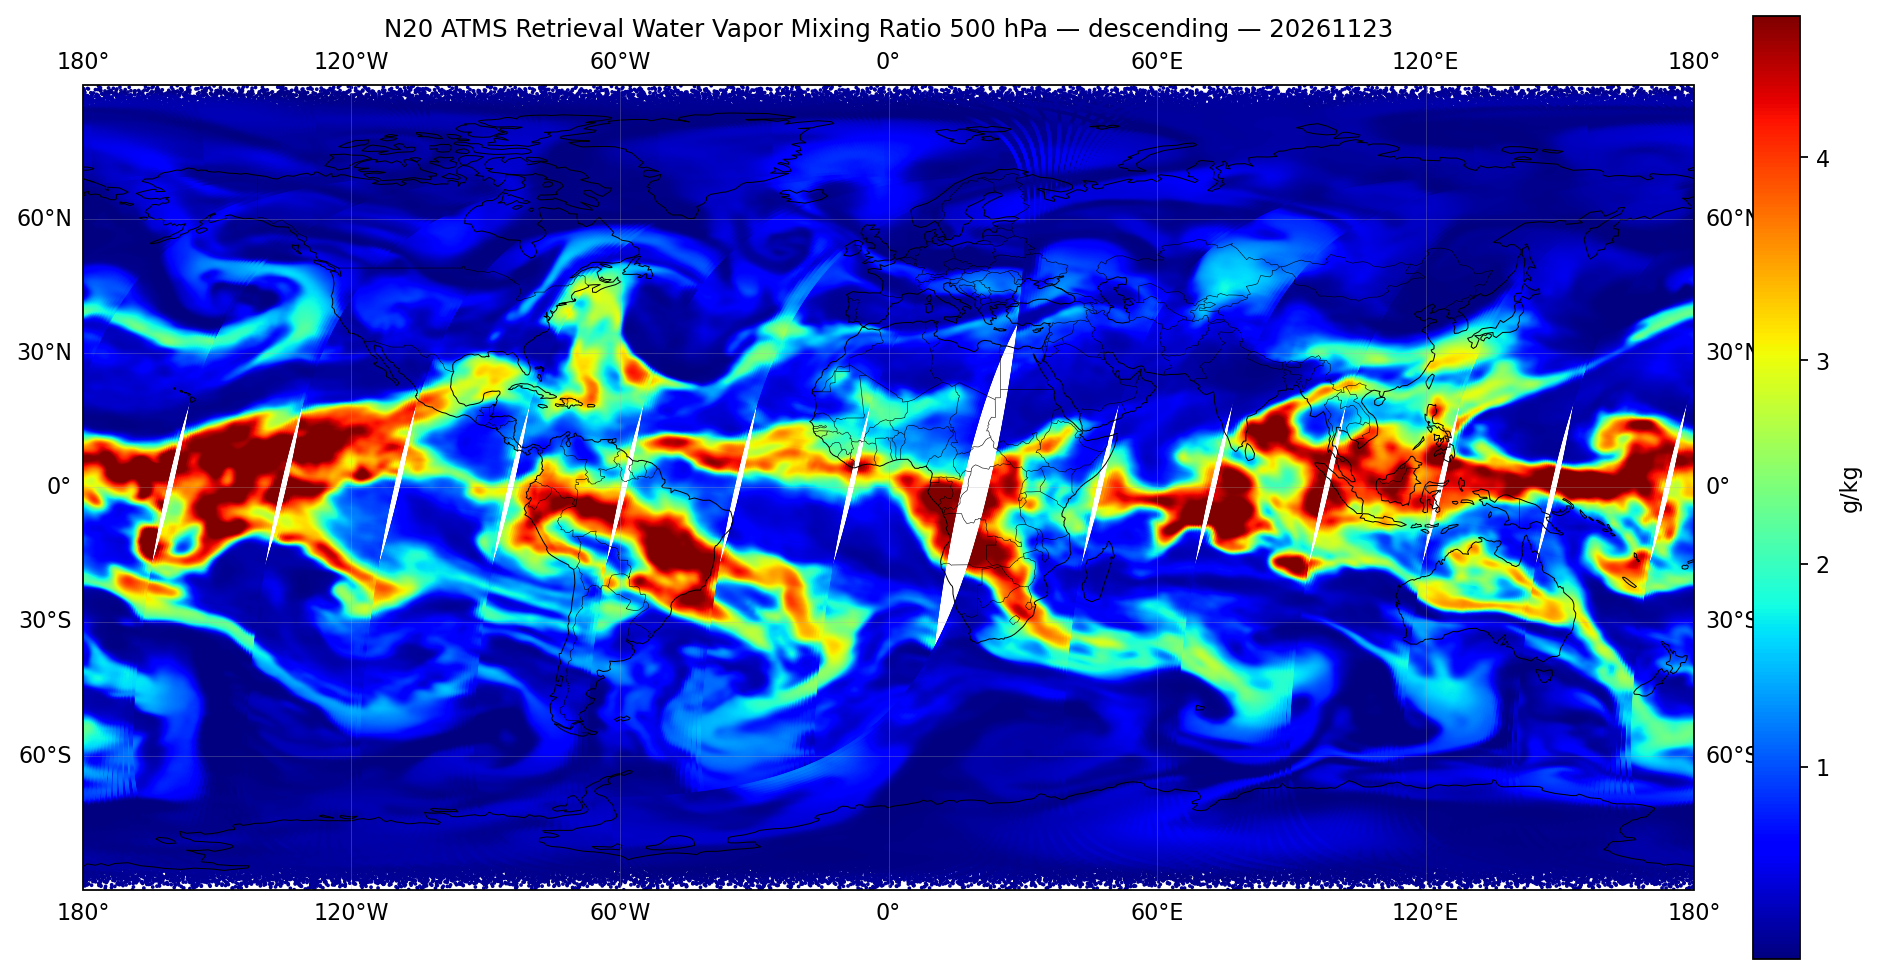 N20 ATMS Retrieval Water Vapor Mixing Ratio 500 hPa — descending — 20261123
180° 120°W 60°W 0° 60°E 120°E 180°
4
60°N 60°N
3
30°N 30°N
0° 0°
g/kg
2
30°S 30°S
1
60°S 60°S
180° 120°W 60°W 0° 60°E 120°E 180°